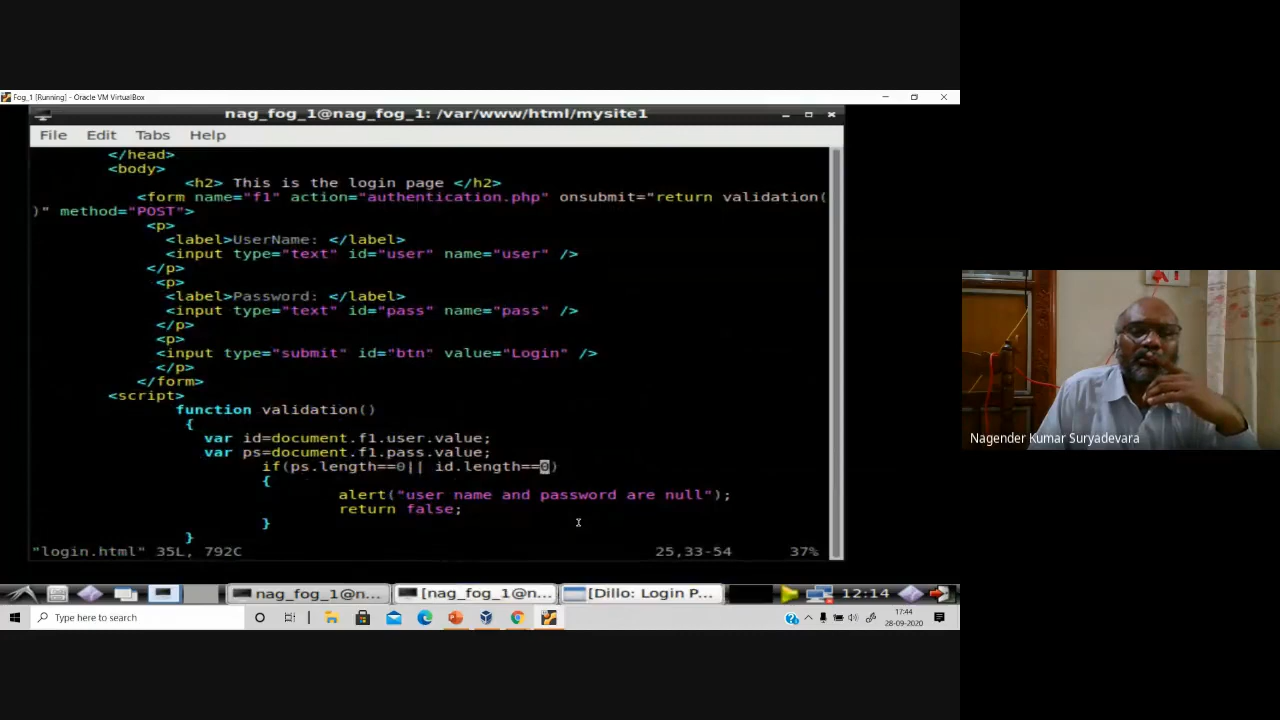 Fog_1 [Running] - Oracle VM VirtualBox
nag_fog_1@nag_fog_1: /var/www/html/mysite1
File Edit Tabs Help
</head>
<body>
<h2> This is the login page </h2>
<form name="f1" action="authentication.php" onsubmit="return validation(
)" method="POST">
<p>
<label>UserName: </label>
<input type="text" id="user" name="user" />
</p>
<p>
<label>Password: </label>
<input type="text" id="pass" name="pass" />
</p>
<p>
<input type="submit" id="btn" value="Login" />
</p>
</form>
<script>
function validation()
{
var id=document.f1.user.value;
var ps=document.f1.pass.value;
if(ps.length==0|| id.length==0)
{
alert("user name and password are null");
return false;
}
}
"login.html" 35L, 792C 25,33-54 37%
nag_fog_1@n... [nag_fog_1@n... [Dillo: Login P... 12:14
Type here to search
17:44
28-09-2020
Nagender Kumar Suryadevara